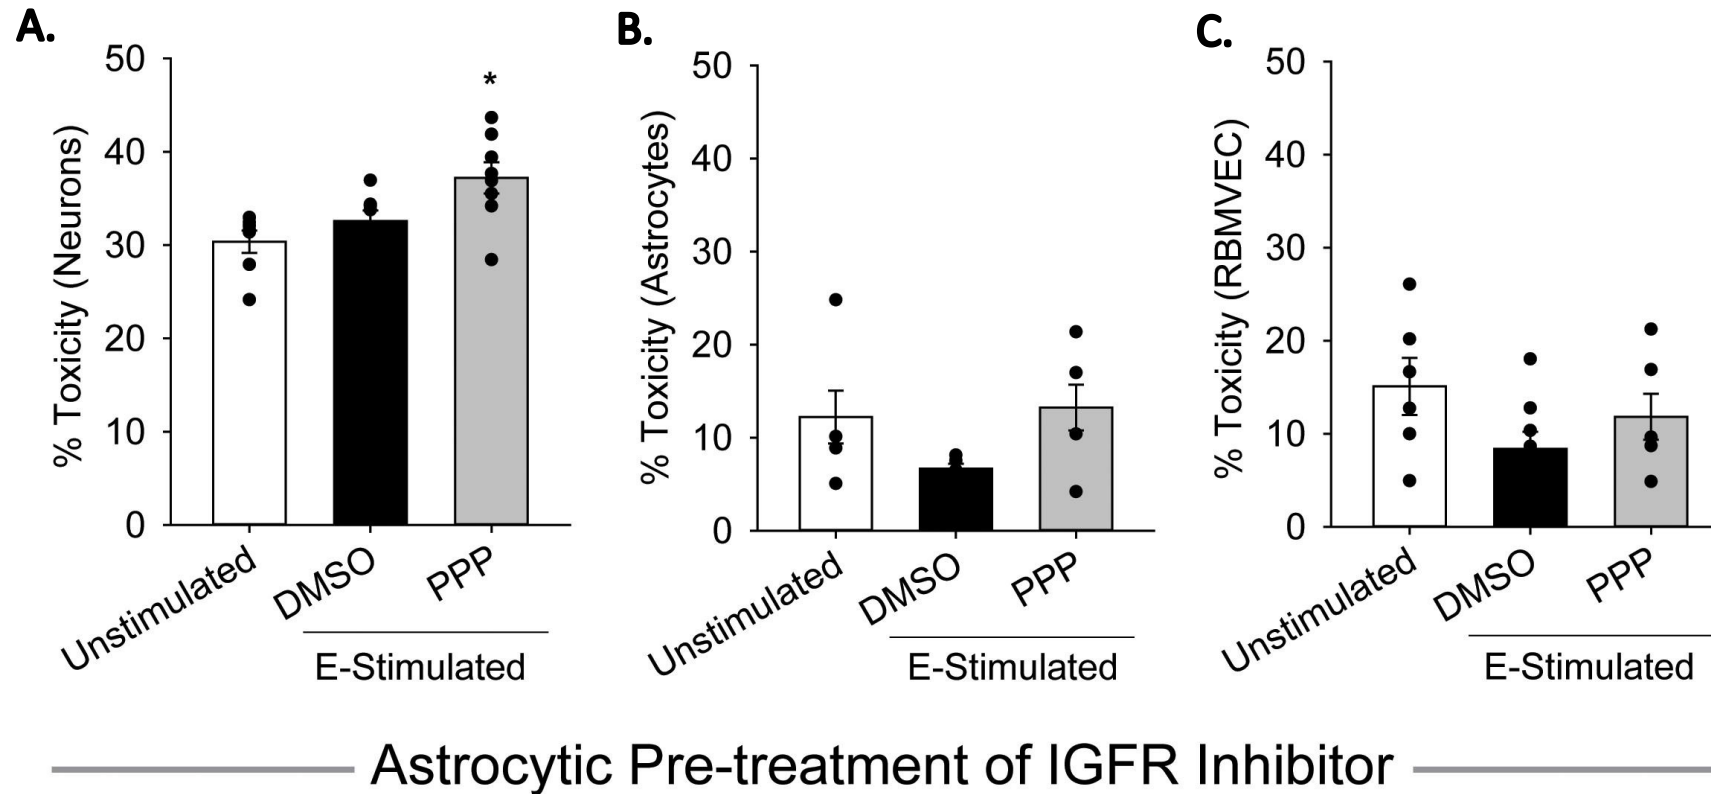 A.
% Toxicity (Neurons)
50
40
30
20
10
0
*
Unstimulated
DMSO
PPP
E-Stimulated
B.
% Toxicity (Astrocytes)
50
40
30
20
10
0
Unstimulated
DMSO
PPP
E-Stimulated
C.
% Toxicity (RBMVEC)
50
40
30
20
10
0
Unstimulated
DMSO
PPP
E-Stimulated
Astrocytic Pre-treatment of IGFR Inhibitor